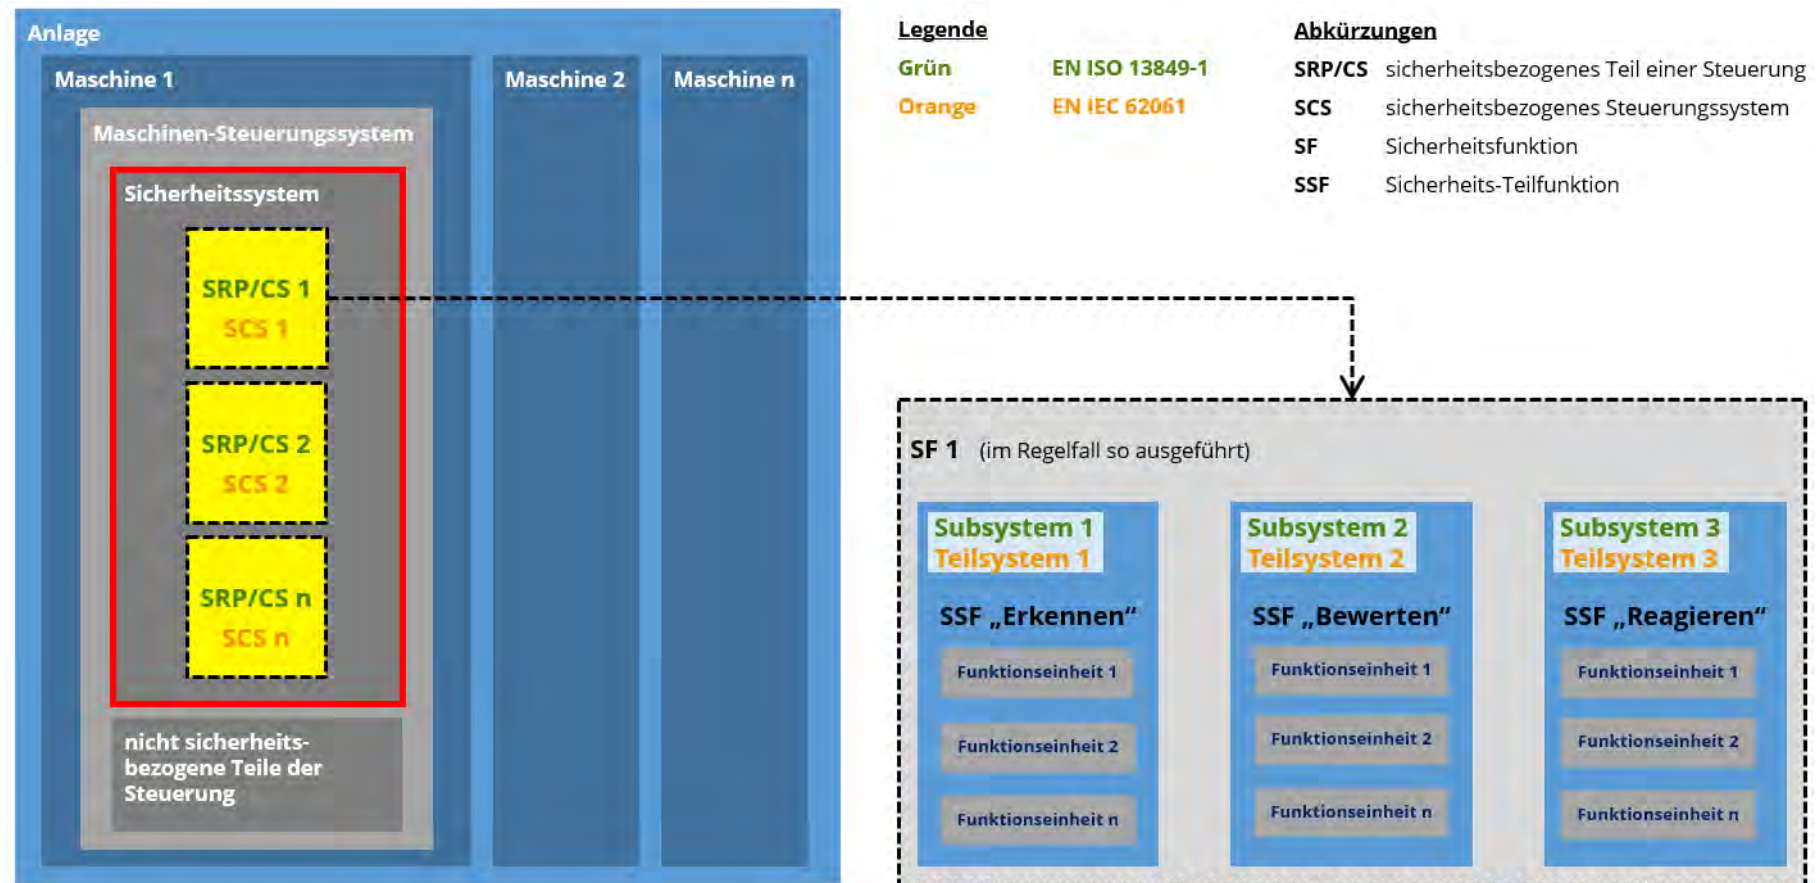 Anlage
Maschine 1
Maschinen-Steuerungssystem
Sicherheitssystem
SRP/CS 1
SCS 1
SRP/CS 2
SCS 2
SRP/CS n
SCS n
nicht sicherheits-
bezogene Teile der
Steuerung
Maschine 2
Maschine n
Legende
Grün EN ISO 13849-1
Orange EN IEC 62061
Abkürzungen
SRP/CS sicherheitsbezogenes Teil einer Steuerung
SCS sicherheitsbezogenes Steuerungssystem
SF Sicherheitsfunktion
SSF Sicherheits-Teilfunktion
SF 1 (im Regelfall so ausgeführt)
Subsystem 1
Teilsystem 1
SSF „Erkennen“
Funktionseinheit 1
Funktionseinheit 2
Funktionseinheit n
Subsystem 2
Teilsystem 2
SSF „Bewerten“
Funktionseinheit 1
Funktionseinheit 2
Funktionseinheit n
Subsystem 3
Teilsystem 3
SSF „Reagieren“
Funktionseinheit 1
Funktionseinheit 2
Funktionseinheit n